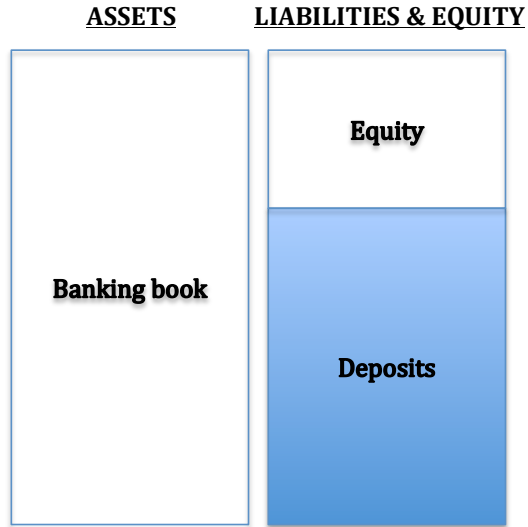 ASSETS
LIABILITIES & EQUITY
Equity
Banking book
Deposits